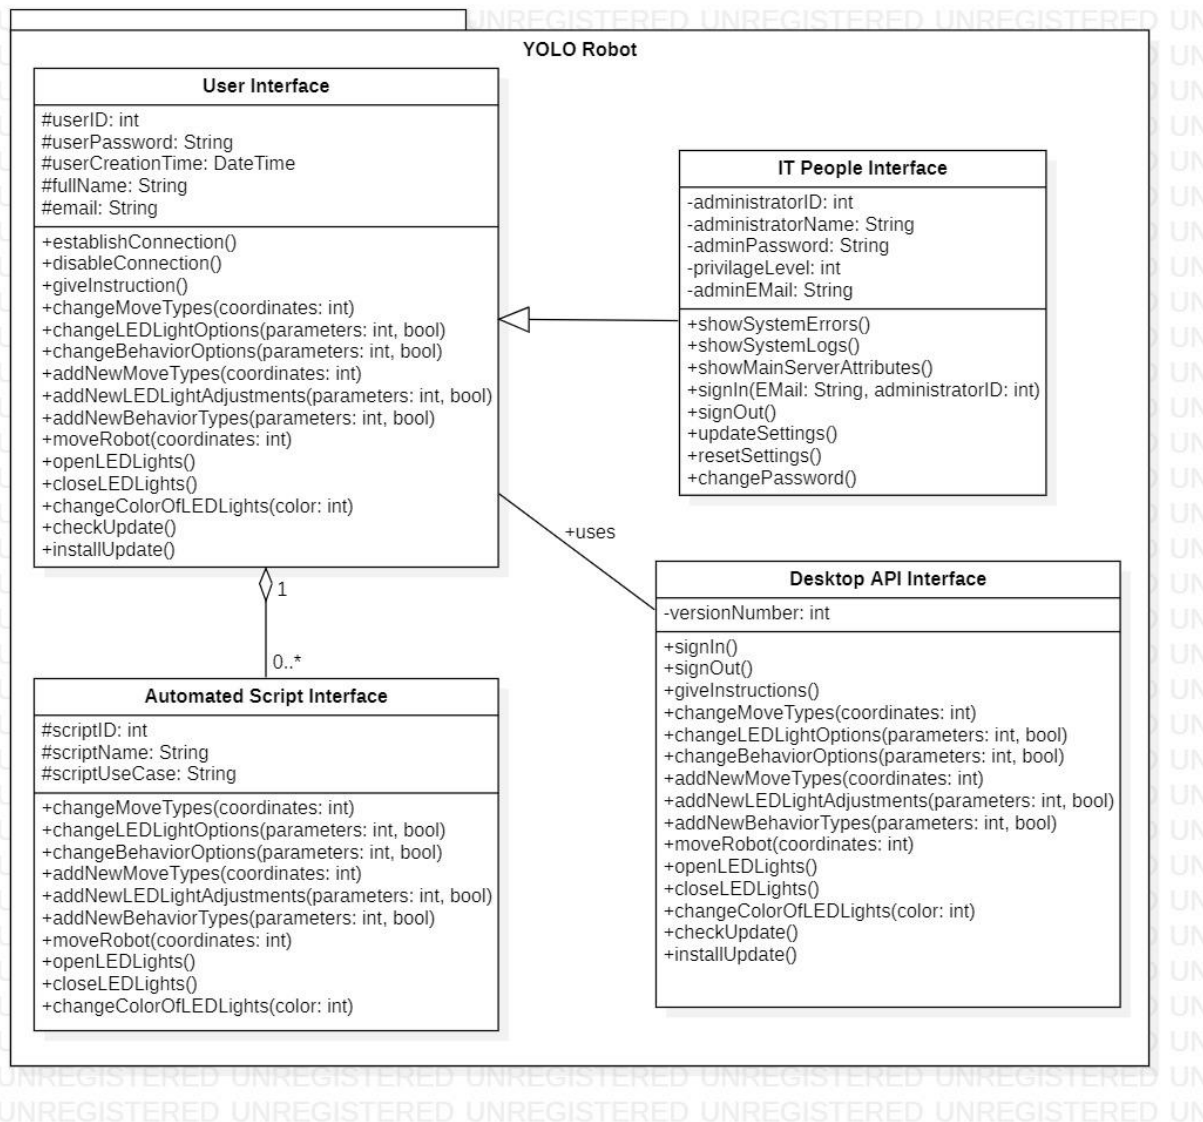 YOLO Robot
User Interface
#userID: int
#userPassword: String
#userCreationTime: DateTime
#fullName: String
#email: String
+establishConnection()
+disableConnection()
+giveInstruction()
+changeMoveTypes(coordinates: int)
+changeLEDLightOptions(parameters: int, bool)
+changeBehaviorOptions(parameters: int, bool)
+addNewMoveTypes(coordinates: int)
+addNewLEDLightAdjustments(parameters: int, bool)
+addNewBehaviorTypes(parameters: int, bool)
+moveRobot(coordinates: int)
+openLEDLights()
+closeLEDLights()
+changeColorOfLEDLights(color: int)
+checkUpdate()
+installUpdate()
IT People Interface
-administratorID: int
-administratorName: String
-adminPassword: String
-privilageLevel: int
-adminEMail: String
+showSystemErrors()
+showSystemLogs()
+showMainServerAttributes()
+signIn(EMail: String, administratorID: int)
+signOut()
+updateSettings()
+resetSettings()
+changePassword()
+uses
1
0..*
Automated Script Interface
#scriptID: int
#scriptName: String
#scriptUseCase: String
+changeMoveTypes(coordinates: int)
+changeLEDLightOptions(parameters: int, bool)
+changeBehaviorOptions(parameters: int, bool)
+addNewMoveTypes(coordinates: int)
+addNewLEDLightAdjustments(parameters: int, bool)
+addNewBehaviorTypes(parameters: int, bool)
+moveRobot(coordinates: int)
+openLEDLights()
+closeLEDLights()
+changeColorOfLEDLights(color: int)
Desktop API Interface
-versionNumber: int
+signIn()
+signOut()
+giveInstructions()
+changeMoveTypes(coordinates: int)
+changeLEDLightOptions(parameters: int, bool)
+changeBehaviorOptions(parameters: int, bool)
+addNewMoveTypes(coordinates: int)
+addNewLEDLightAdjustments(parameters: int, bool)
+addNewBehaviorTypes(parameters: int, bool)
+moveRobot(coordinates: int)
+openLEDLights()
+closeLEDLights()
+changeColorOfLEDLights(color: int)
+checkUpdate()
+installUpdate()
UNREGISTERED UNREGISTERED UNREGISTERED UN
UNREGISTERED UNREGISTERED UNREGISTERED UNREGISTERED UNREGISTERED UN
UNREGISTERED UNREGISTERED UNREGISTERED UNREGISTERED UNREGISTERED UN